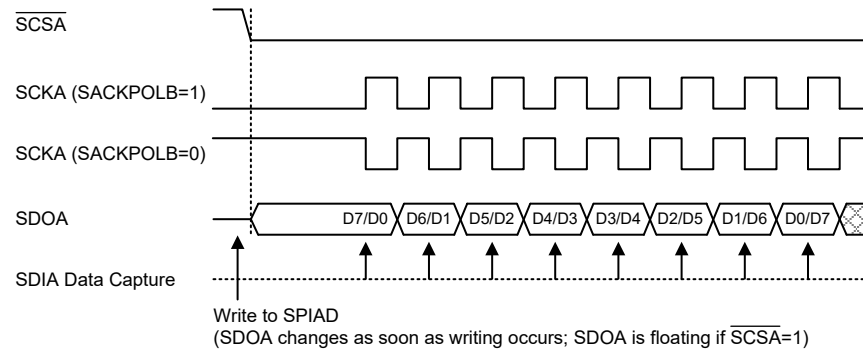 SCSA
SCKA (SACKPOLB=1)
SCKA (SACKPOLB=0)
SDOA D7/D0 D6/D1 D5/D2 D4/D3 D3/D4 D2/D5 D1/D6 D0/D7
SDIA Data Capture
Write to SPIAD
(SDOA changes as soon as writing occurs; SDOA is floating if SCSA=1)